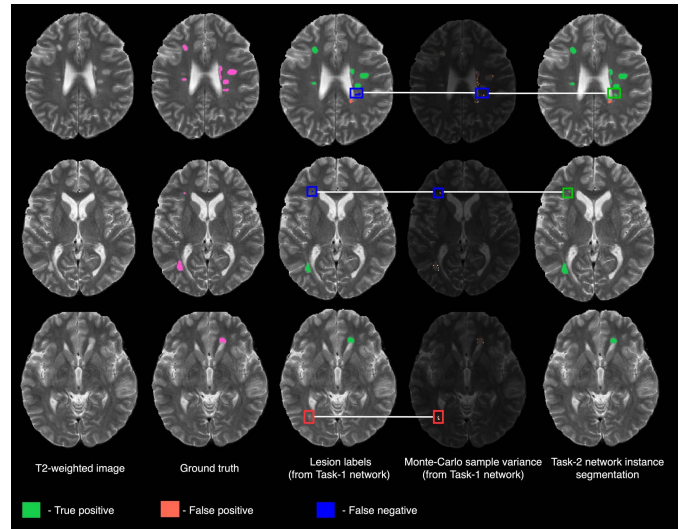 T2-weighted image
Ground truth
Lesion labels
(from Task-1 network)
Monte-Carlo sample variance
(from Task-1 network)
Task-2 network instance
segmentation
- True positive
- False positive
- False negative